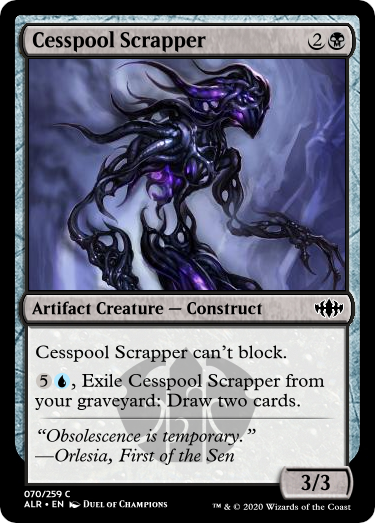 Cesspool Scrapper 2
Artifact Creature — Construct
Cesspool Scrapper can't block.
5, Exile Cesspool Scrapper from
your graveyard: Draw two cards.
“Obsolescence is temporary.”
—Orlesia, First of the Sen
3/3
070/259 C
ALR • EN Duel of Champions
™ & © 2020 Wizards of the Coast